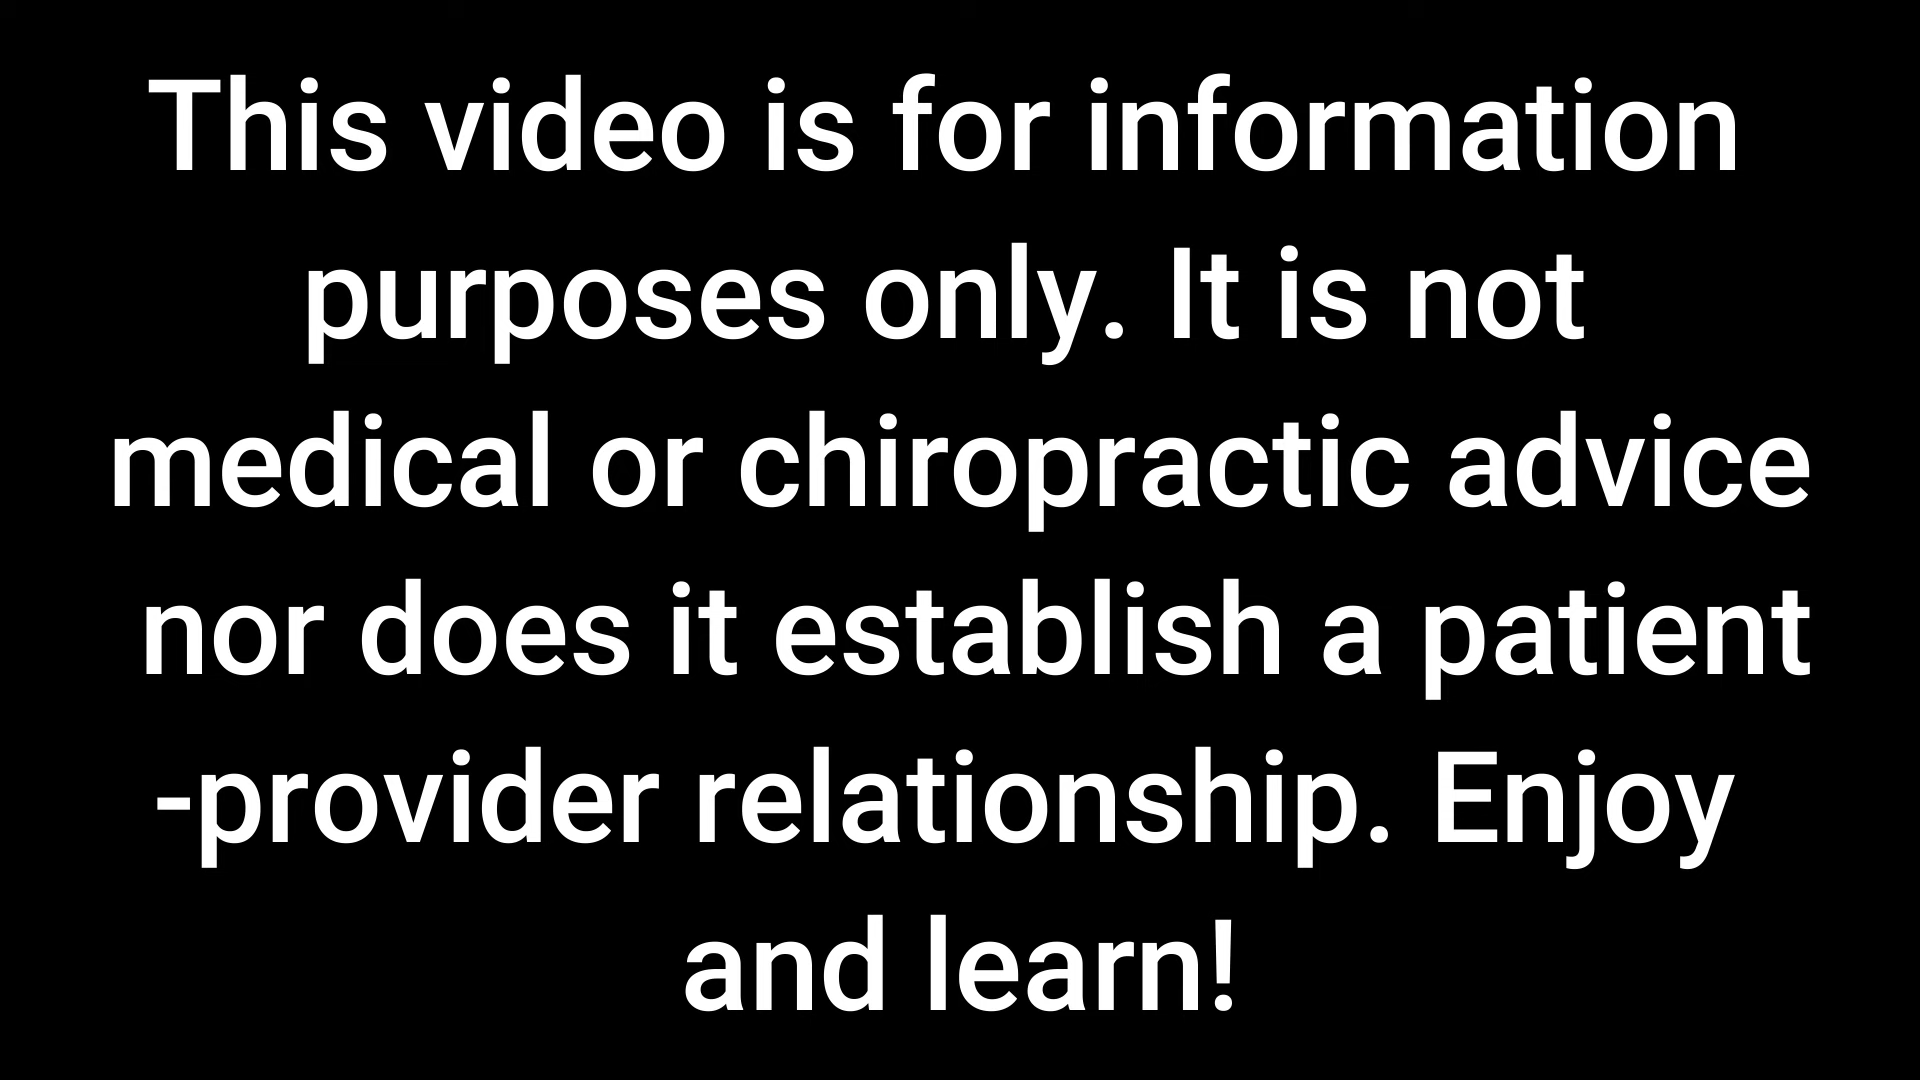 This video is for information
purposes only. It is not
medical or chiropractic advice
nor does it establish a patient
-provider relationship. Enjoy
and learn!